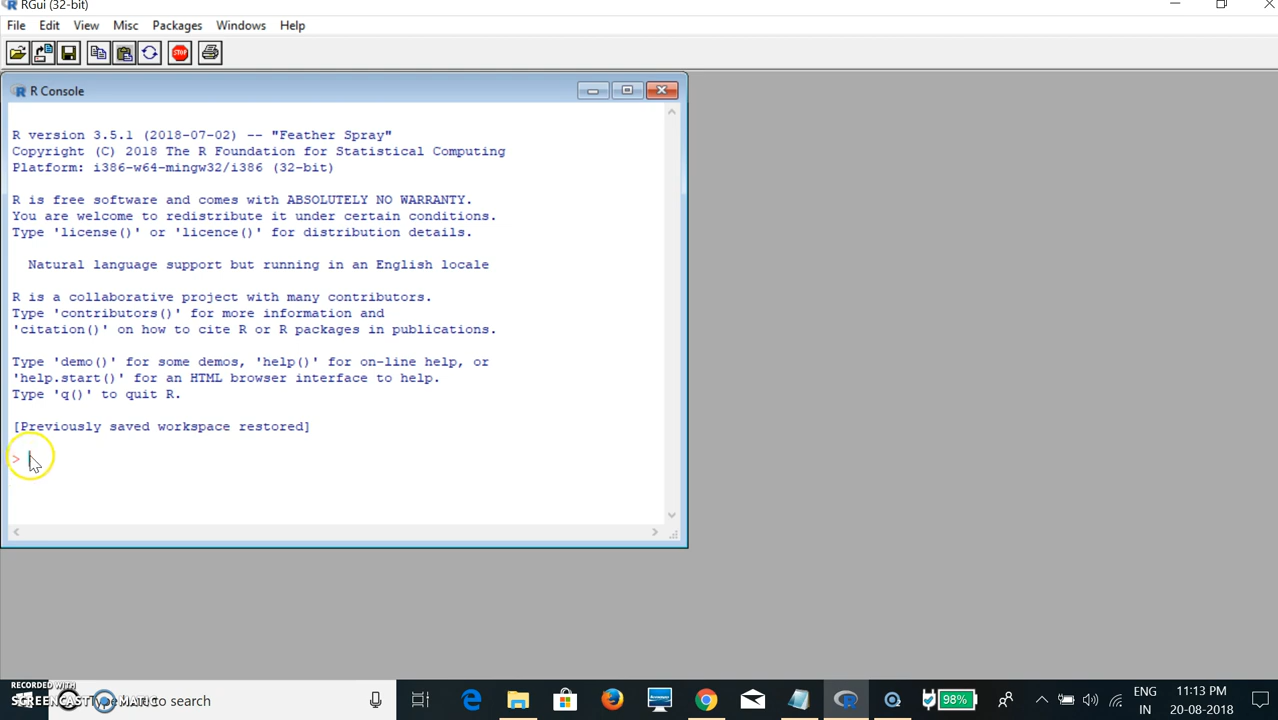 RGui (32-bit)
File Edit View Misc Packages Windows Help
STOP
R Console
R version 3.5.1 (2018-07-02) -- "Feather Spray"
Copyright (C) 2018 The R Foundation for Statistical Computing
Platform: i386-w64-mingw32/i386 (32-bit)
R is free software and comes with ABSOLUTELY NO WARRANTY.
You are welcome to redistribute it under certain conditions.
Type 'license()' or 'licence()' for distribution details.
Natural language support but running in an English locale
R is a collaborative project with many contributors.
Type 'contributors()' for more information and
'citation()' on how to cite R or R packages in publications.
Type 'demo()' for some demos, 'help()' for on-line help, or
'help.start()' for an HTML browser interface to help.
Type 'q()' to quit R.
[Previously saved workspace restored]
>
RECORDED WITH
SCREENCAST MATIC
Type to search
98%
ENG
IN
11:13 PM
20-08-2018